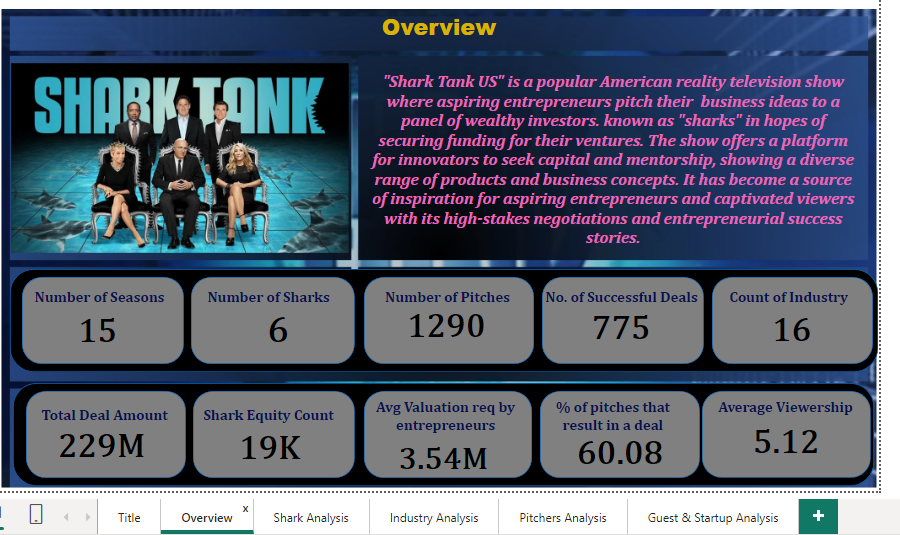 Overview
SHARK TANK
"Shark Tank US" is a popular American reality television show
where aspiring entrepreneurs pitch their business ideas to a
panel of wealthy investors. known as "sharks" in hopes of
securing funding for their ventures. The show offers a platform
for innovators to seek capital and mentorship, showing a diverse
range of products and business concepts. It has become a source
of inspiration for aspiring entrepreneurs and captivated viewers
with its high-stakes negotiations and entrepreneurial success
stories.
Number of Seasons
15
Number of Sharks
6
Number of Pitches
1290
No. of Successful Deals
775
Count of Industry
16
Total Deal Amount
229M
Shark Equity Count
19K
Avg Valuation req by
entrepreneurs
3.54M
% of pitches that
result in a deal
60.08
Average Viewership
5.12
Title
Overview x
Shark Analysis
Industry Analysis
Pitchers Analysis
Guest & Startup Analysis
+